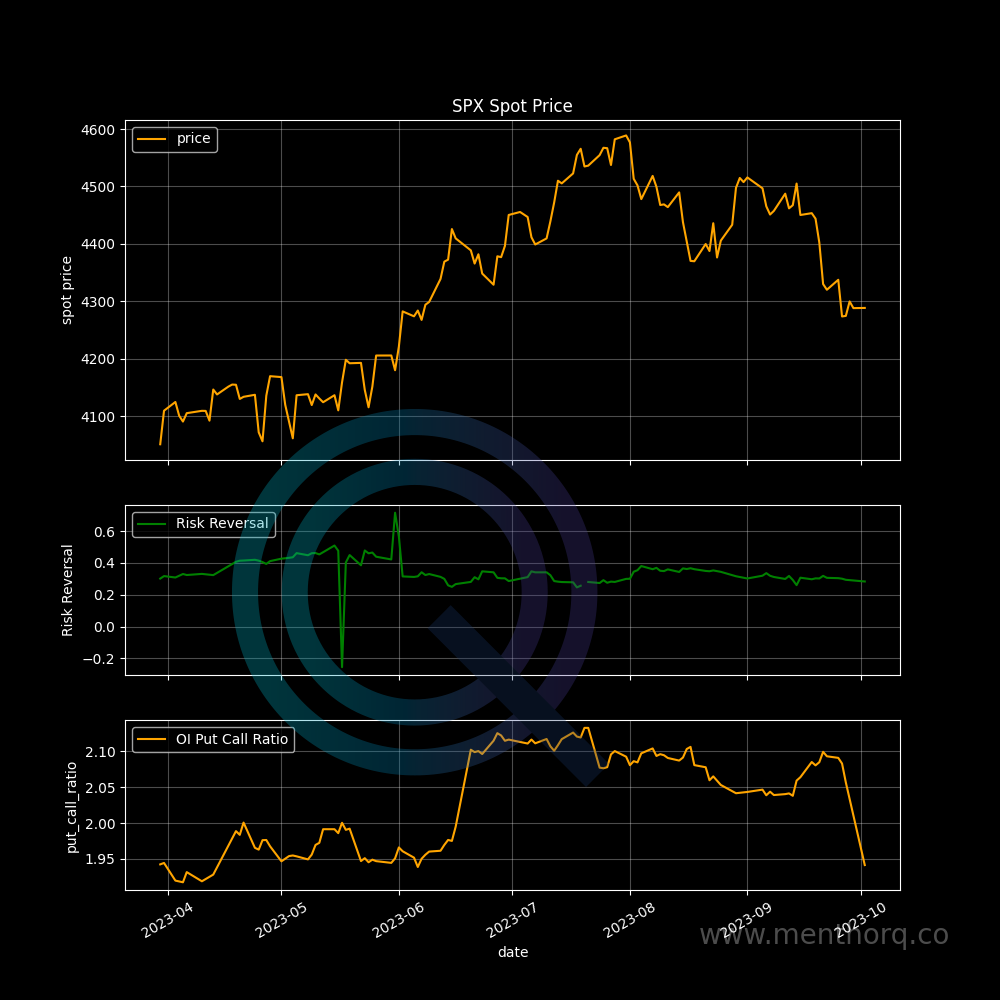 SPX Spot Price
price
4600
4500
4400
4300
4200
4100
spot price
Risk Reversal
0.6
0.4
0.2
0.0
−0.2
Risk Reversal
OI Put Call Ratio
2.10
2.05
2.00
1.95
put_call_ratio
2023-04 2023-05 2023-06 2023-07 2023-08 2023-09 2023-10
date
www.menthorq.co